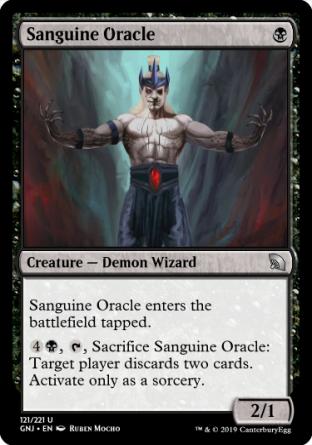 Sanguine Oracle
Creature — Demon Wizard
Sanguine Oracle enters the
battlefield tapped.
4, , Sacrifice Sanguine Oracle:
Target player discards two cards.
Activate only as a sorcery.
2/1
121/221 U
GNJ • EN Ruben Mocho
™ & © 2019 CanterburyEgg